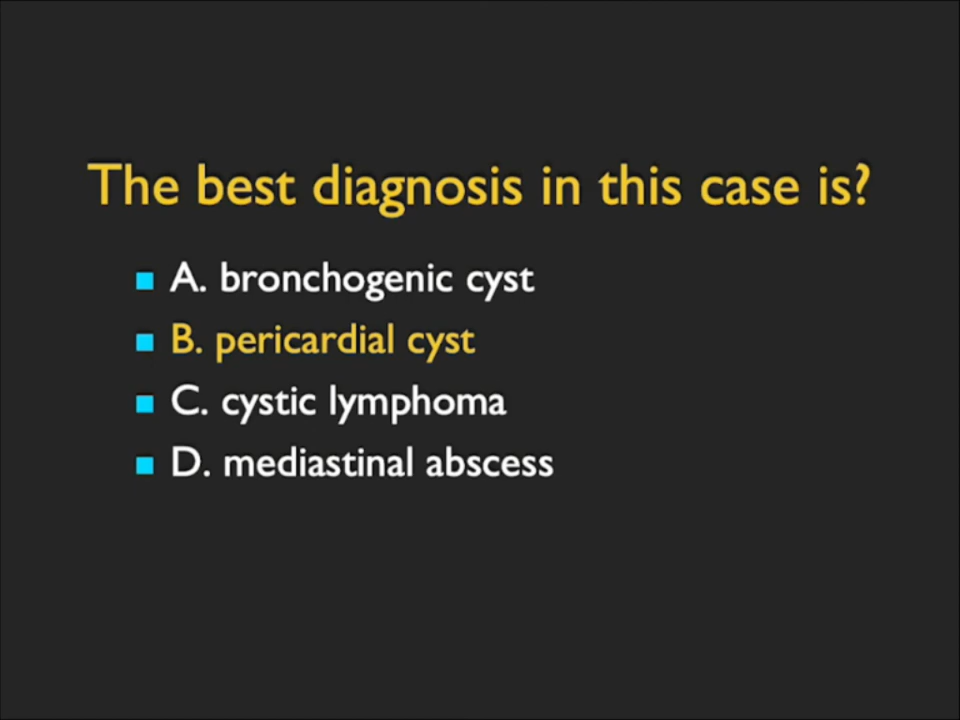 The best diagnosis in this case is?
A. bronchogenic cyst
B. pericardial cyst
C. cystic lymphoma
D. mediastinal abscess